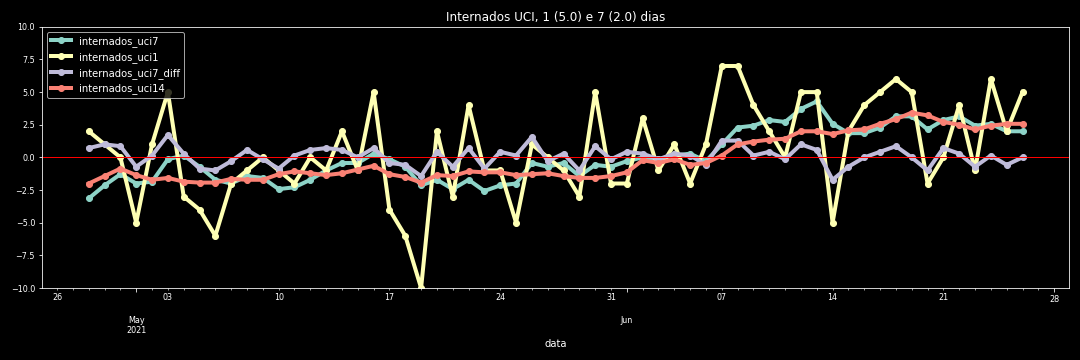 Internados UCI, 1 (5.0) e 7 (2.0) dias
10.0
7.5
5.0
2.5
0.0
−2.5
−5.0
−7.5
−10.0
internados_uci7
internados_uci1
internados_uci7_diff
internados_uci14
26 03 10 17 24 31 07 14 21 28
May Jun
2021
data